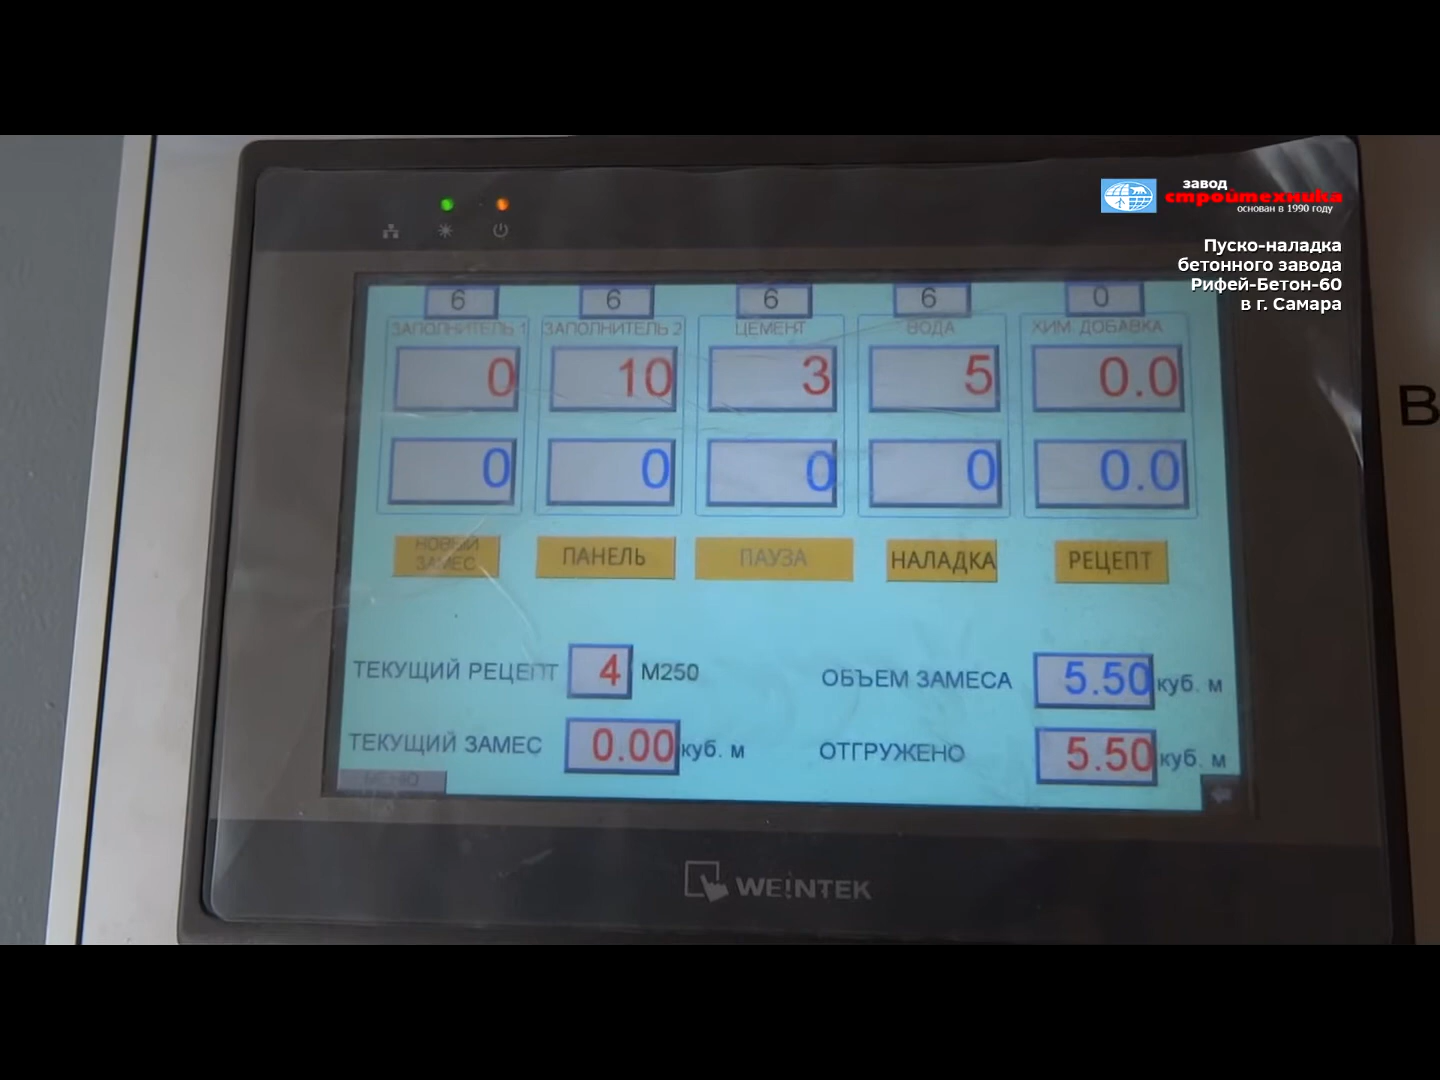 завод
стройтехника
основан в 1990 году
Пуско-наладка
бетонного завода
Рифей-Бетон-60
в г. Самара
6 6 6 6 0
ЗАПОЛНИТЕЛЬ 1 ЗАПОЛНИТЕЛЬ 2 ЦЕМЕНТ ВОДА ХИМ. ДОБАВКА
0 10 3 5 0.0
0 0 0 0 0.0
НОВЫЙ
ЗАМЕС
ПАНЕЛЬ ПАУЗА НАЛАДКА РЕЦЕПТ
ТЕКУЩИЙ РЕЦЕПТ 4 М250 ОБЪЕМ ЗАМЕСА 5.50 куб. м
ТЕКУЩИЙ ЗАМЕС 0.00 куб. м ОТГРУЖЕНО 5.50 куб. м
МЕНЮ
WEINTEK
В